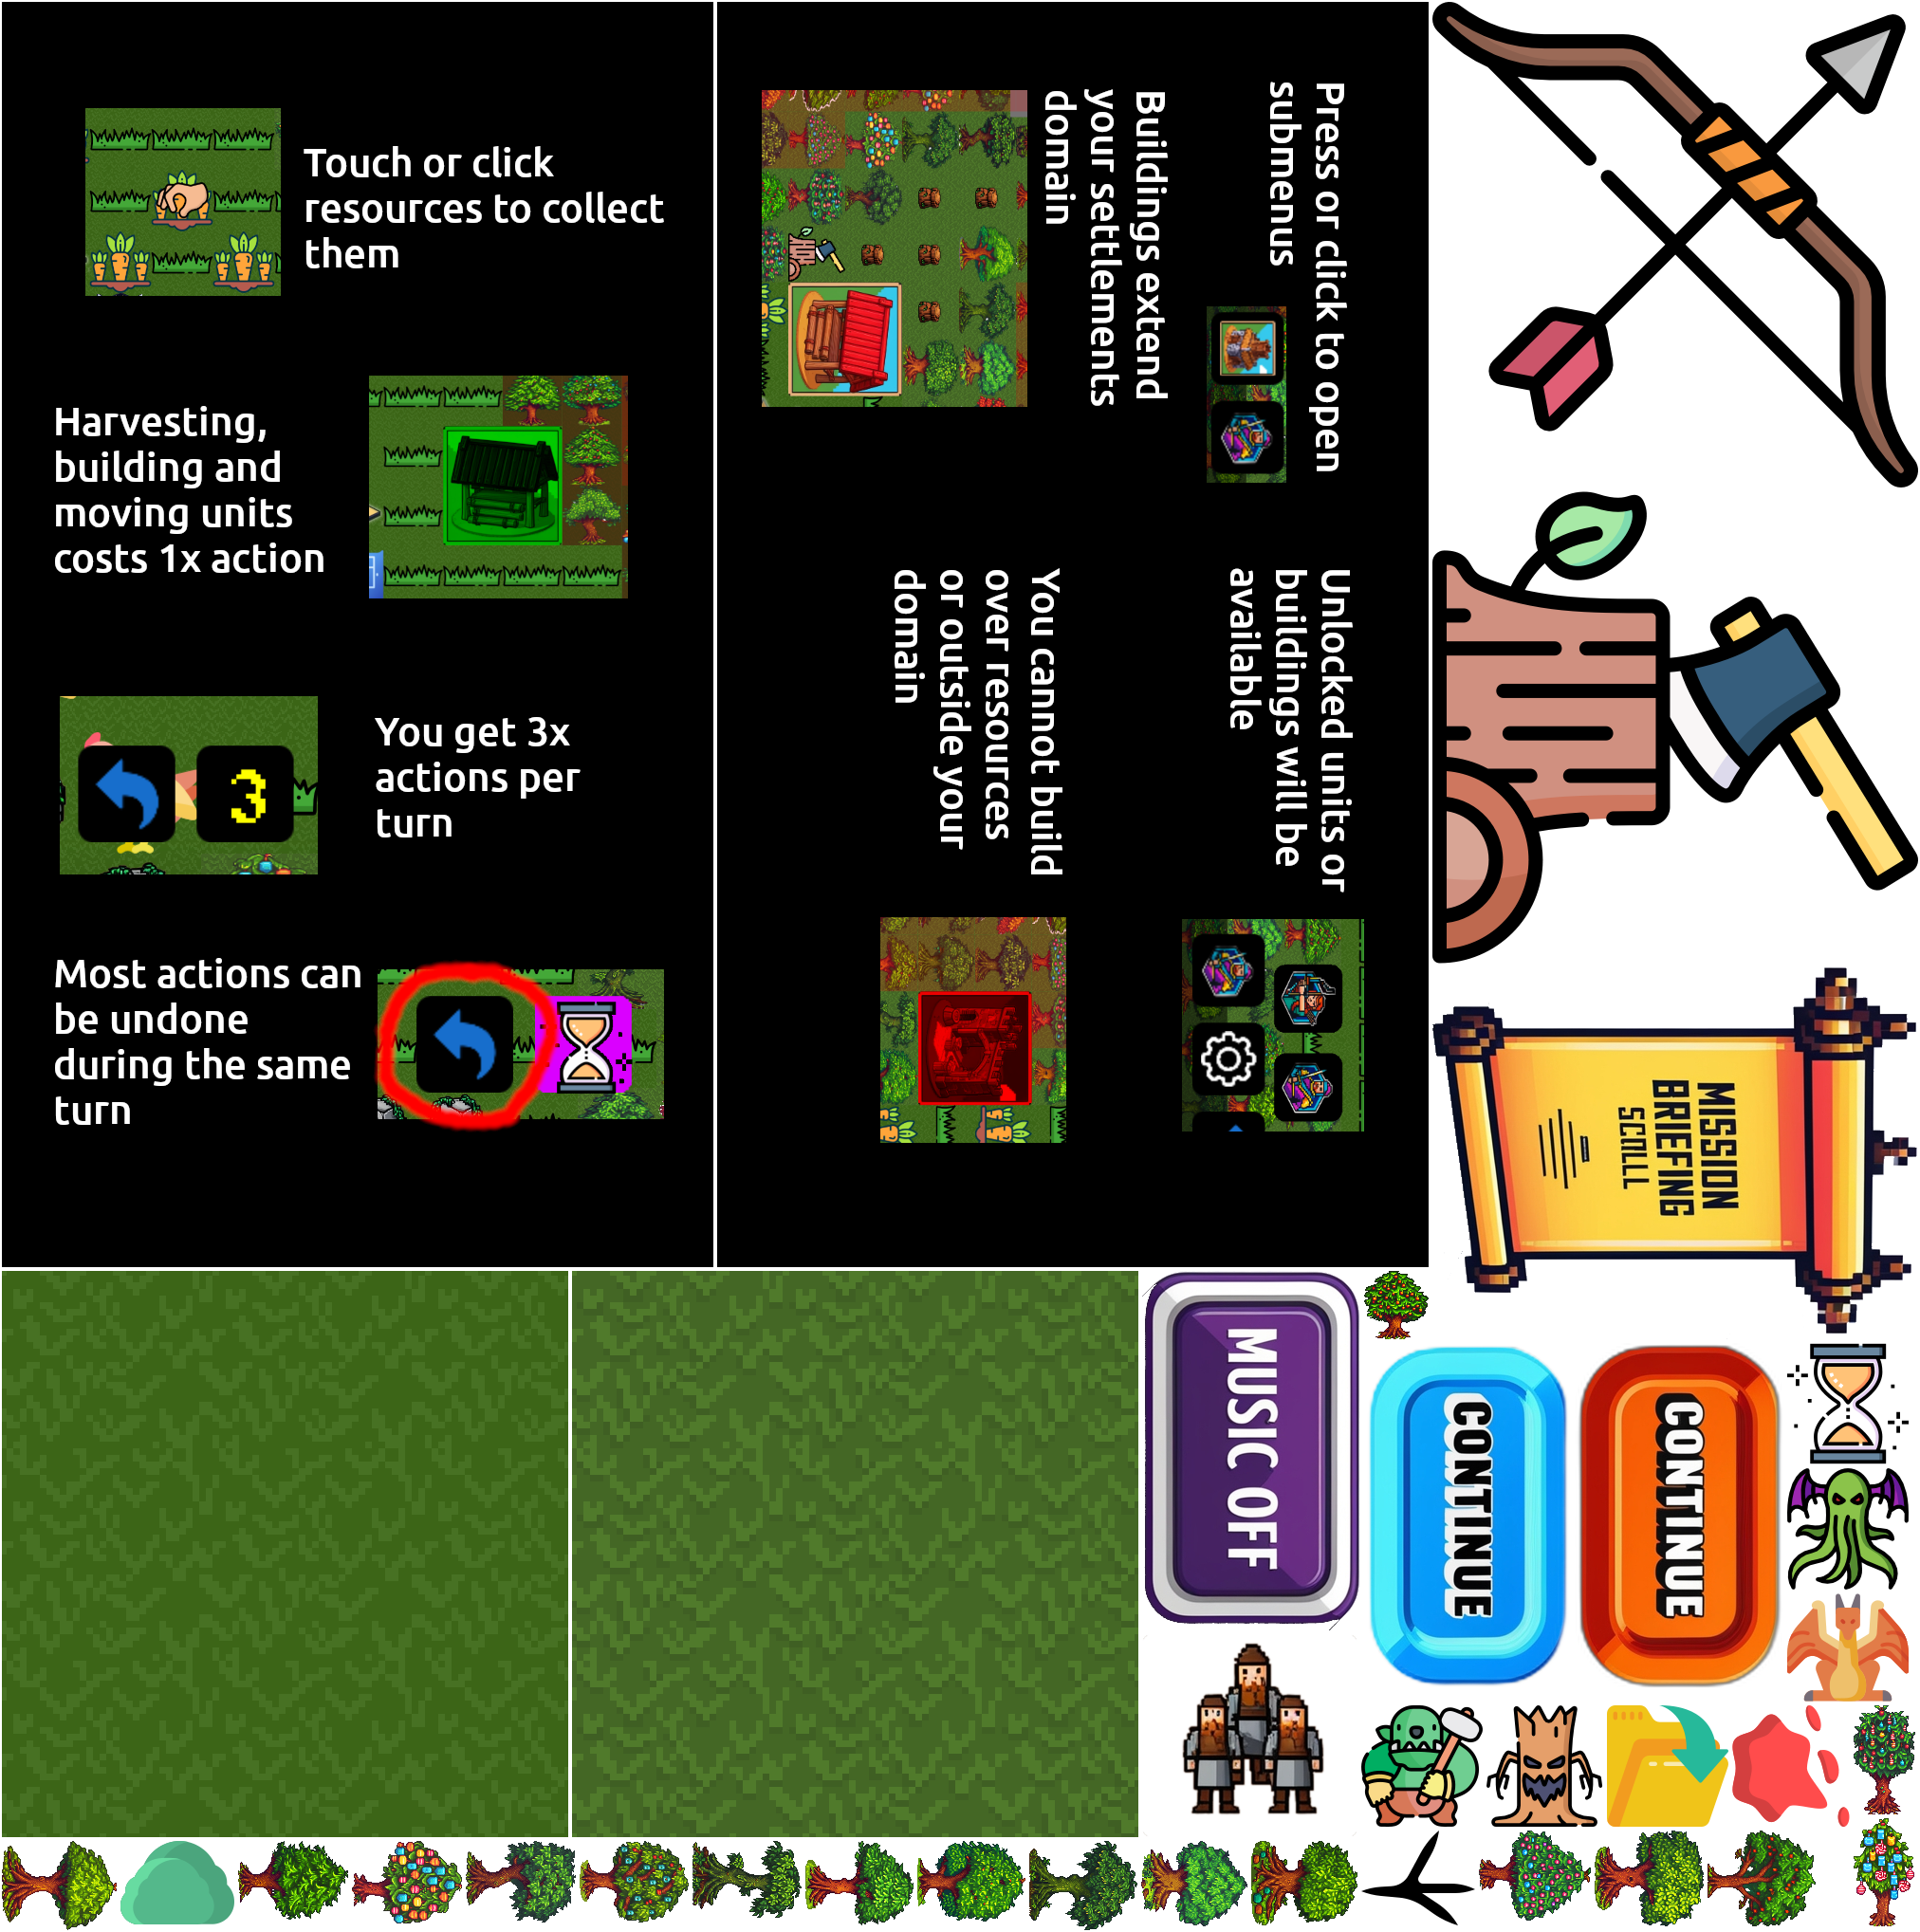 Touch or click
resources to collect
them
Harvesting,
building and
moving units
costs 1x action
3
You get 3x
actions per
turn
Most actions can
be undone
during the same
turn
Press or click to open
submenus
Buildings extend
your settlements
domain
Unlocked units or
buildings will be
available
You cannot build
over resources
or outside your
domain
MISSION
BRIEFING
SCOLLL
MUSIC OFF
CONTINUE
CONTINUE